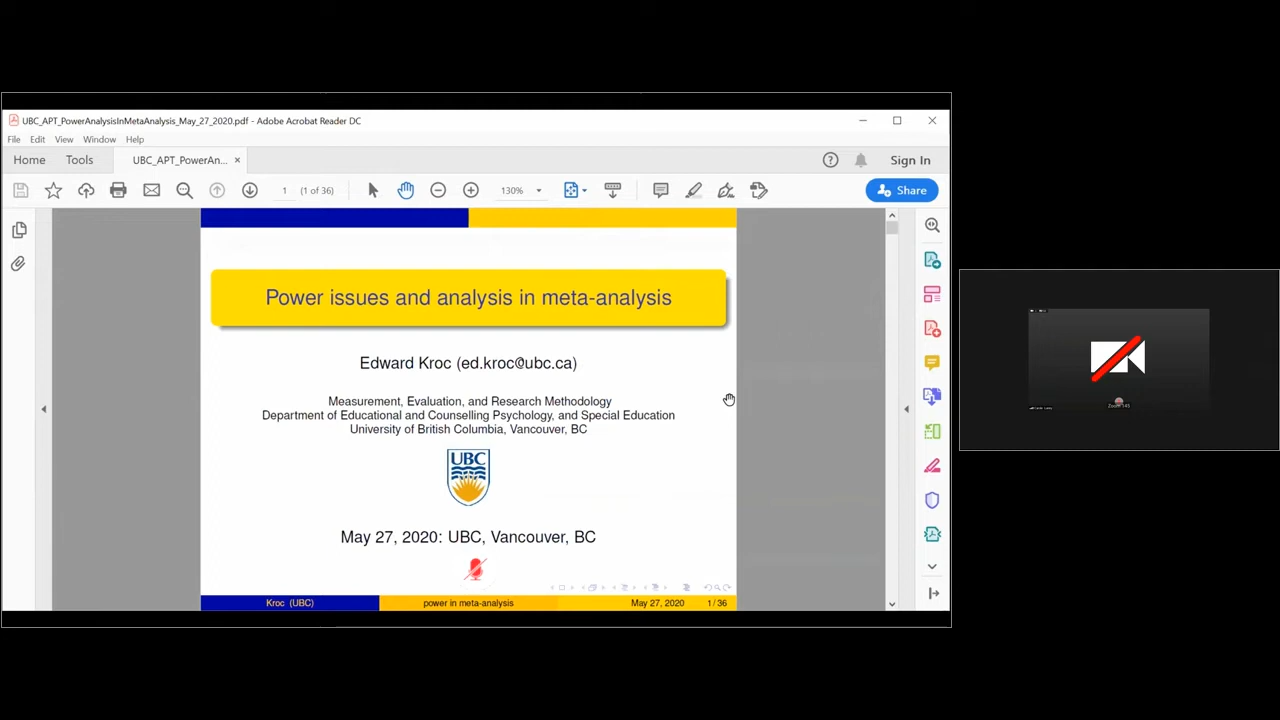 UBC_APT_PowerAnalysisInMetaAnalysis_May_27_2020.pdf - Adobe Acrobat Reader DC
File Edit View Window Help
Home Tools UBC_APT_PowerAn... × Sign In
1 (1 of 36) 130% Share
Power issues and analysis in meta-analysis
Edward Kroc (ed.kroc@ubc.ca)
Measurement, Evaluation, and Research Methodology
Department of Educational and Counselling Psychology, and Special Education
University of British Columbia, Vancouver, BC
UBC
May 27, 2020: UBC, Vancouver, BC
Kroc (UBC) power in meta-analysis May 27, 2020 1 / 36